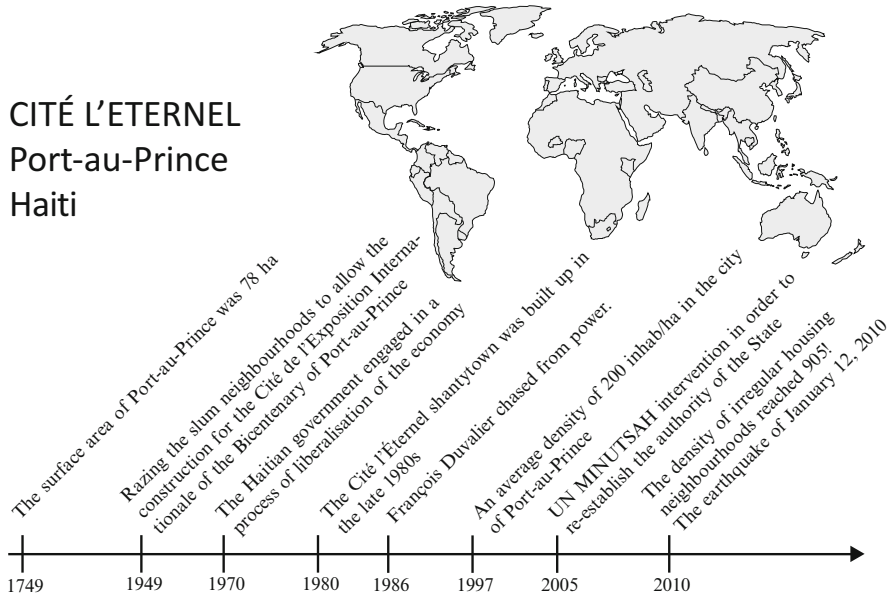 CITÉ L'ETERNEL
Port-au-Prince
Haiti
The surface area of Port-au-Prince was 78 ha
Razing the slum neighbourhoods to allow the
construction for the Cité de l'Exposition Interna-
tionale of the Bicentenary of Port-au-Prince
The Haitian government engaged in a
process of liberalisation of the economy
The Cité l'Éternel shantytown was built up in
the late 1980s
François Duvalier chased from power.
An average density of 200 inhab/ha in the city
of Port-au-Prince
UN MINUTSAH intervention in order to
re-establish the authority of the State
The density of irregular housing
neighbourhoods reached 905!
The earthquake of January 12, 2010
1749
1949
1970
1980
1986
1997
2005
2010